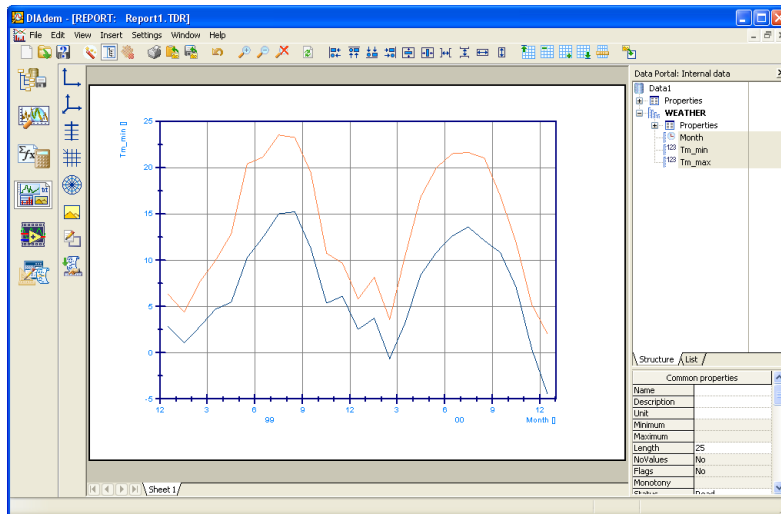 DIAdem - [REPORT: Report1.TDR]
File Edit View Insert Settings Window Help
Data Portal: Internal data
Data1
Properties
WEATHER
Properties
Month
Tm_min
Tm_max
Structure List
Common properties
Name
Description
Unit
Minimum
Maximum
Length 25
NoValues No
Flags No
Monotony
Status Read
Tm_min []
25
20
15
10
5
0
-5
12 3 6 9 12 3 6 9 12
99 00 Month []
Sheet 1